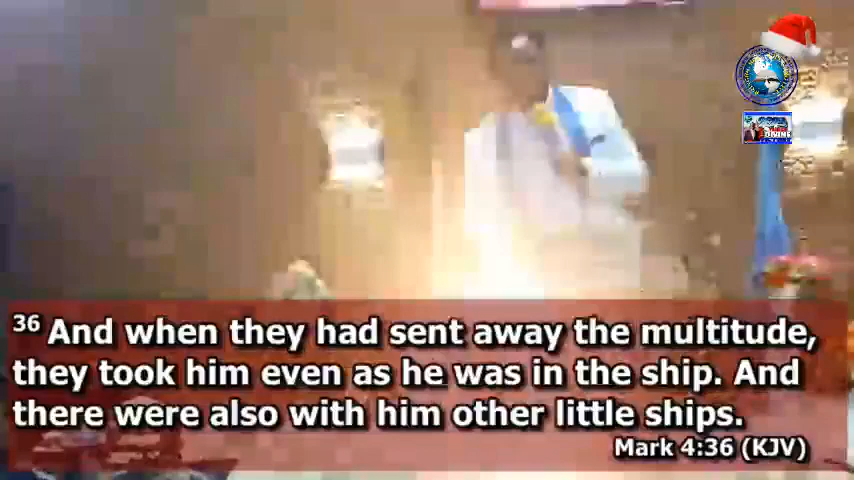 36 And when they had sent away the multitude,
they took him even as he was in the ship. And
there were also with him other little ships.
Mark 4:36 (KJV)